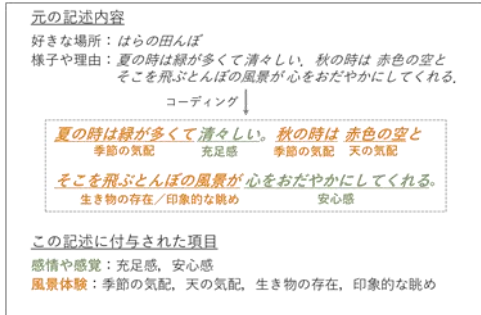 元の記述内容
好きな場所：はらの田んぼ
様子や理由：夏の時は緑が多くて清々しい．秋の時は 赤色の空と
そこを飛ぶとんぼの風景が 心をおだやかにしてくれる．
コーディング
夏の時は緑が多くて清々しい。秋の時は 赤色の空と
季節の気配 充足感 季節の気配 天の気配
そこを飛ぶとんぼの風景が 心をおだやかにしてくれる。
生き物の存在／印象的な眺め 安心感
この記述に付与された項目
感情や感覚：充足感，安心感
風景体験：季節の気配，天の気配，生き物の存在，印象的な眺め